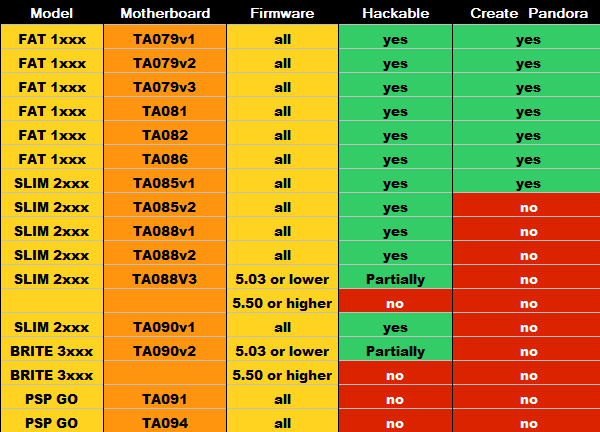 Model Motherboard Firmware Hackable Create Pandora
FAT 1xxx TA079v1 all yes yes
FAT 1xxx TA079v2 all yes yes
FAT 1xxx TA079v3 all yes yes
FAT 1xxx TA081 all yes yes
FAT 1xxx TA082 all yes yes
FAT 1xxx TA086 all yes yes
SLIM 2xxx TA085v1 all yes yes
SLIM 2xxx TA085v2 all yes no
SLIM 2xxx TA088v1 all yes no
SLIM 2xxx TA088v2 all yes no
SLIM 2xxx TA088V3 5.03 or lower Partially no
5.50 or higher no no
SLIM 2xxx TA090v1 all yes no
BRITE 3xxx TA090v2 5.03 or lower Partially no
BRITE 3xxx 5.50 or higher no no
PSP GO TA091 all no no
PSP GO TA094 all no no